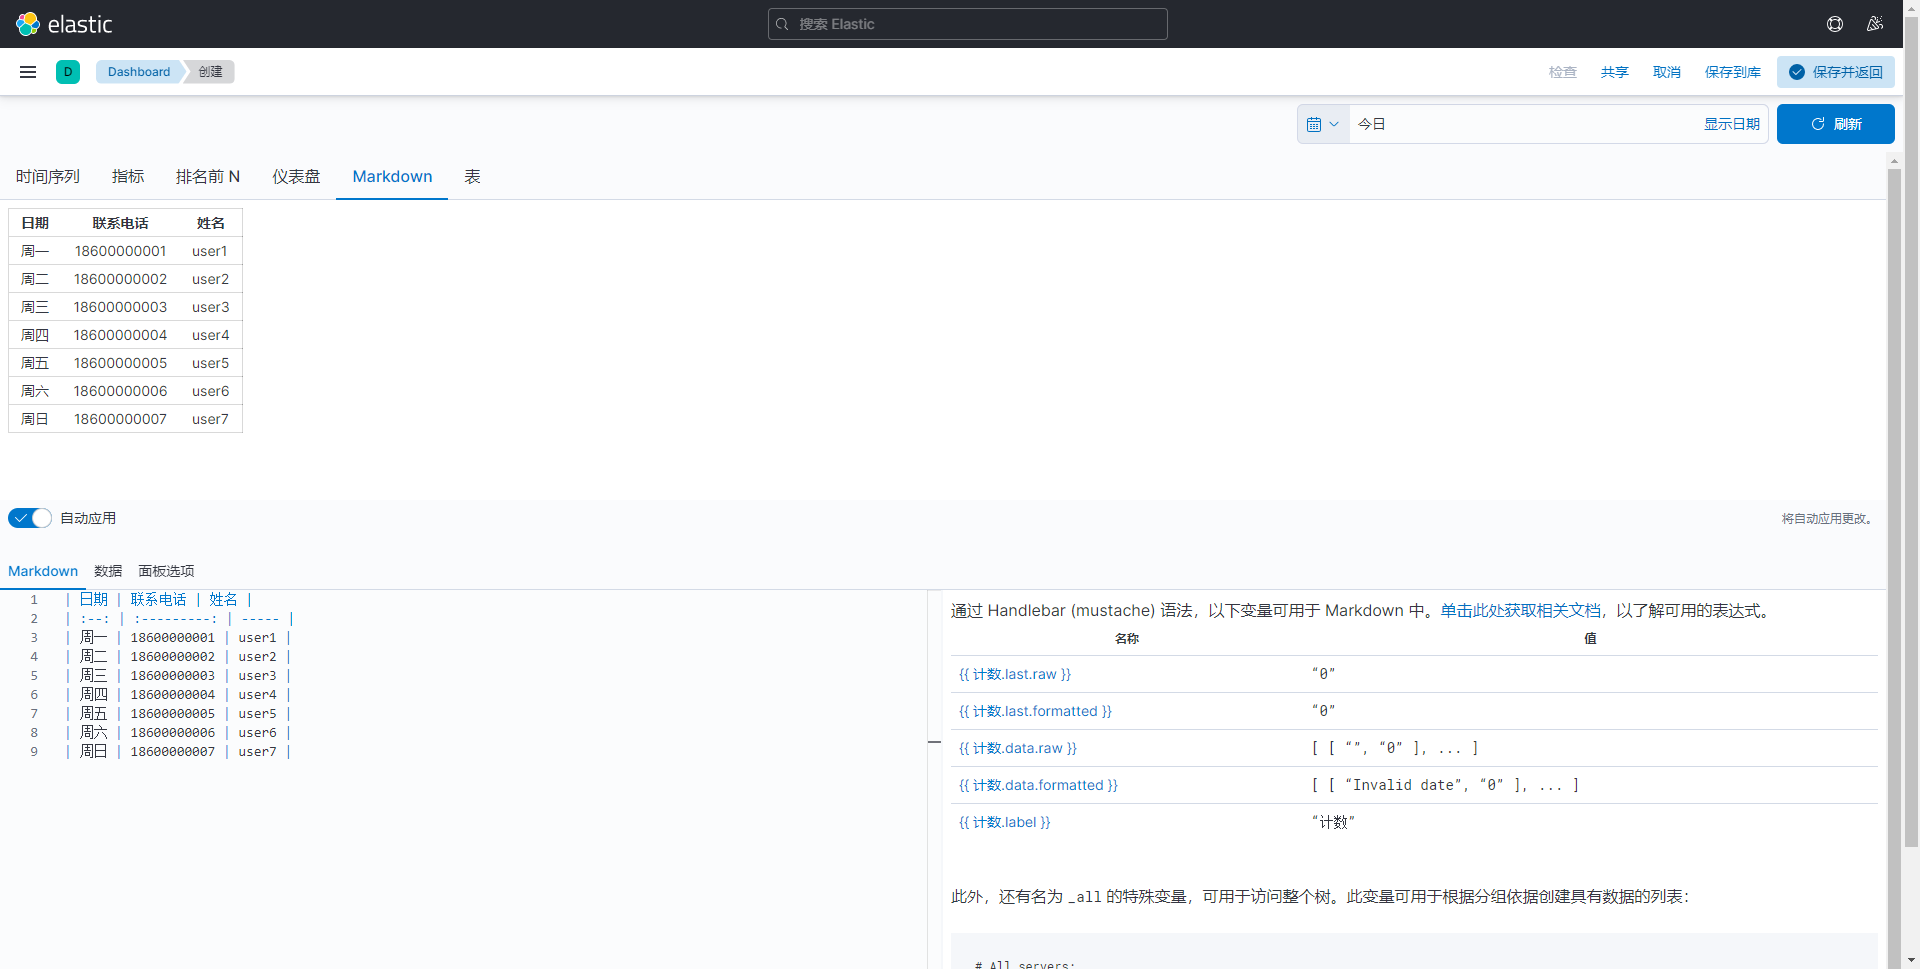 elastic
搜索 Elastic
D
Dashboard 创建
检查 共享 取消 保存到库 保存并返回
今日 显示日期 刷新
时间序列 指标 排名前 N 仪表盘 Markdown 表
日期 联系电话 姓名
周一 18600000001 user1
周二 18600000002 user2
周三 18600000003 user3
周四 18600000004 user4
周五 18600000005 user5
周六 18600000006 user6
周日 18600000007 user7
自动应用
将自动应用更改。
Markdown 数据 面板选项
1 | 日期 | 联系电话 | 姓名 |
2 | :--: | :---------: | ----- |
3 | 周一 | 18600000001 | user1 |
4 | 周二 | 18600000002 | user2 |
5 | 周三 | 18600000003 | user3 |
6 | 周四 | 18600000004 | user4 |
7 | 周五 | 18600000005 | user5 |
8 | 周六 | 18600000006 | user6 |
9 | 周日 | 18600000007 | user7 |
通过 Handlebar (mustache) 语法，以下变量可用于 Markdown 中。单击此处获取相关文档，以了解可用的表达式。
名称 值
{{ 计数.last.raw }} “0”
{{ 计数.last.formatted }} “0”
{{ 计数.data.raw }} [ [ “”, “0” ], ... ]
{{ 计数.data.formatted }} [ [ “Invalid date”, “0” ], ... ]
{{ 计数.label }} “计数”
此外，还有名为 _all 的特殊变量，可用于访问整个树。此变量可用于根据分组依据创建具有数据的列表：
# All servers: